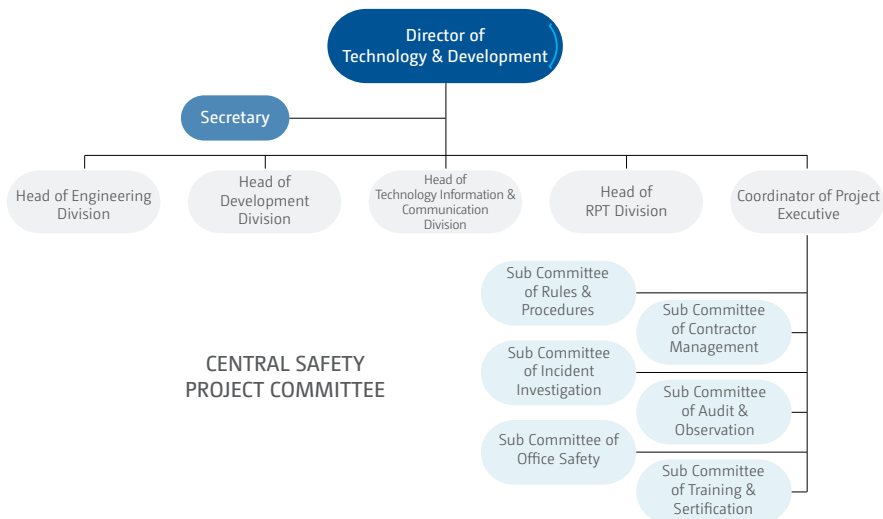 Director of
Technology & Development
Secretary
Head of Engineering
Division
Head of
Development
Division
Head of
Technology Information &
Communication
Division
Head of
RPT Division
Coordinator of Project
Executive
Sub Committee
of Rules &
Procedures
Sub Committee
of Contractor
Management
Sub Committee
of Incident
Investigation
Sub Committee
of Audit &
Observation
Sub Committee of
Office Safety
Sub Committee
of Training &
Sertification
CENTRAL SAFETY
PROJECT COMMITTEE